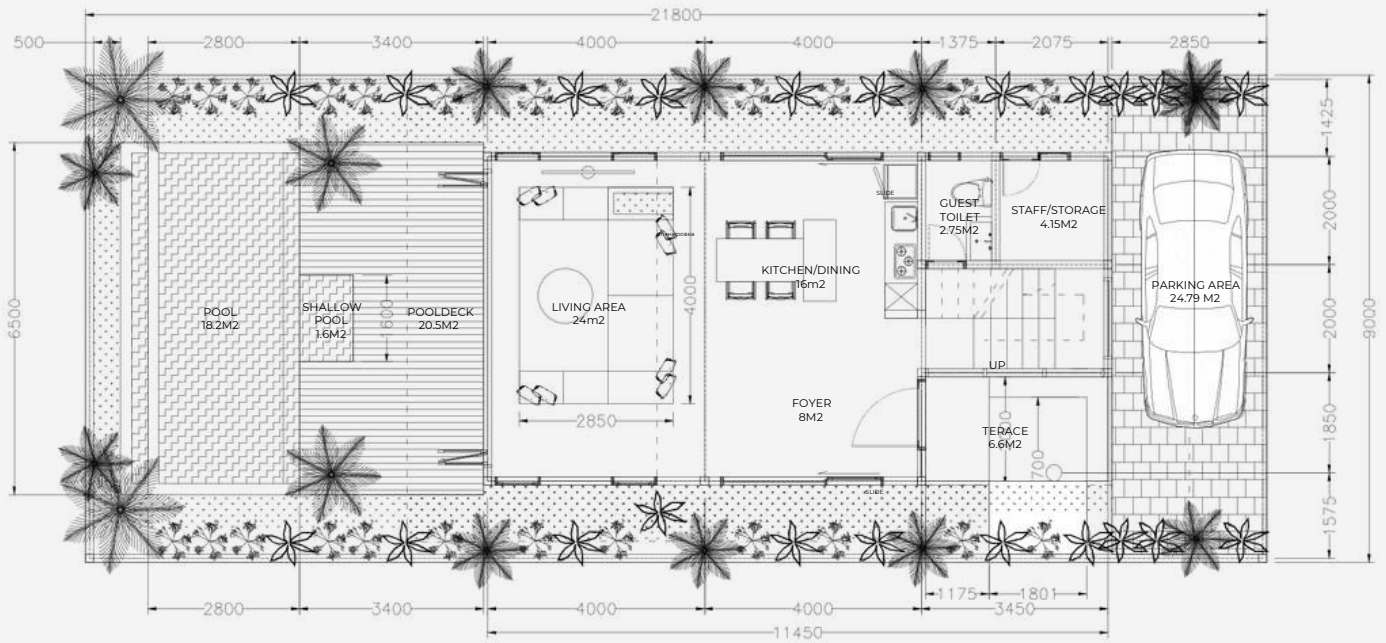 21800
500
2800
3400
4000
4000
1375
2075
2850
1425
2000
2000
1850
1575
9000
6500
SLIDE
GUEST
TOILET
2.75M2
STAFF/STORAGE
4.15M2
KITCHEN/DINING
16m2
PARKING AREA
24.79 M2
POOL
18.2M2
SHALLOW
POOL
1.6M2
1600
POOLDECK
20.5M2
LIVING AREA
24m2
4000
2850
UP
FOYER
8M2
TERACE
6.6M2
700
SLIDE
2800
3400
4000
4000
1175
1801
3450
11450